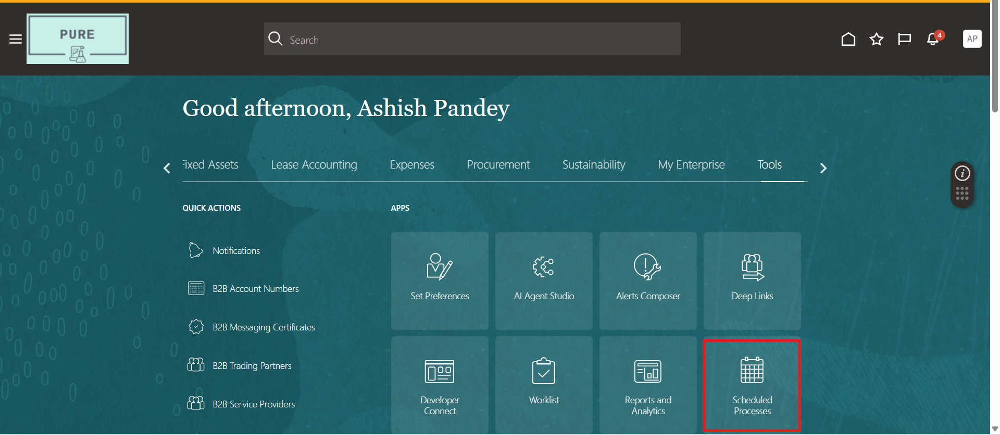 PURE
Search
4
AP
Good afternoon, Ashish Pandey
Fixed Assets
Lease Accounting
Expenses
Procurement
Sustainability
My Enterprise
Tools
QUICK ACTIONS
Notifications
B2B Account Numbers
B2B Messaging Certificates
B2B Trading Partners
B2B Service Providers
APPS
Set Preferences
AI Agent Studio
Alerts Composer
Deep Links
Developer
Connect
Worklist
Reports and
Analytics
Scheduled
Processes